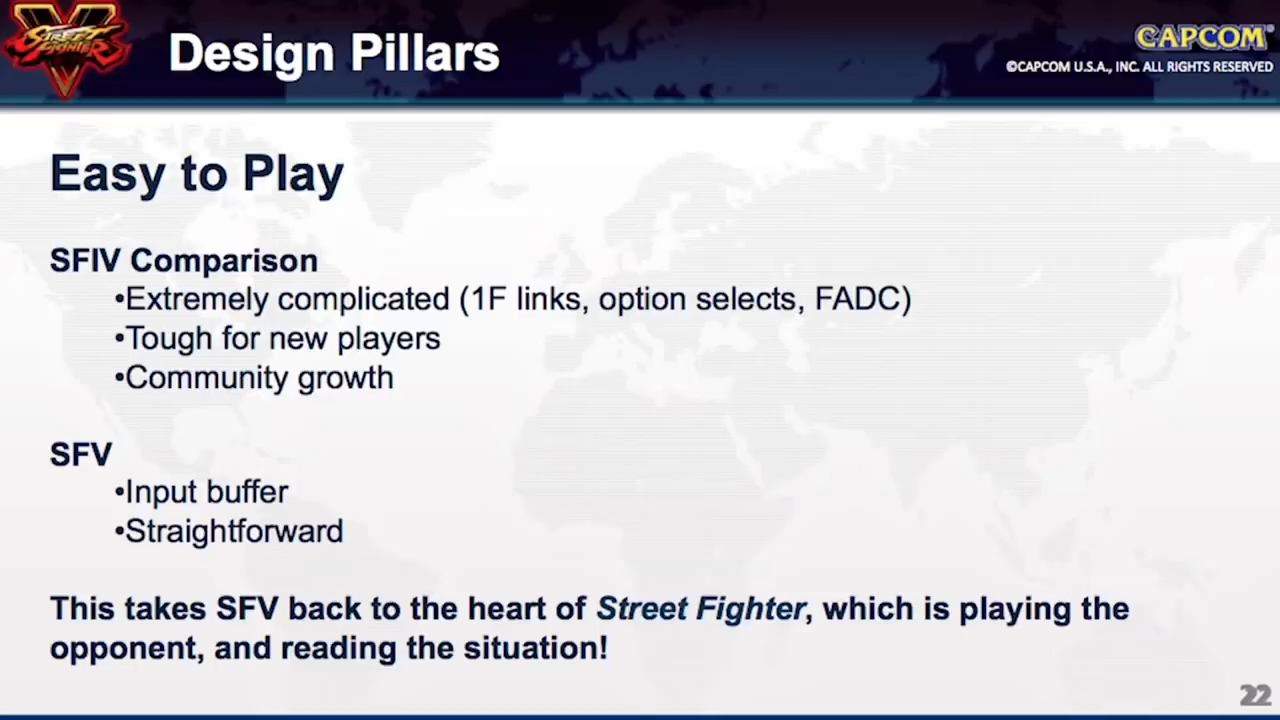 STREET FIGHTER V
Design Pillars
CAPCOM®
©CAPCOM U.S.A., INC. ALL RIGHTS RESERVED
Easy to Play
SFIV Comparison
•Extremely complicated (1F links, option selects, FADC)
•Tough for new players
•Community growth
SFV
•Input buffer
•Straightforward
This takes SFV back to the heart of Street Fighter, which is playing the
opponent, and reading the situation!
22